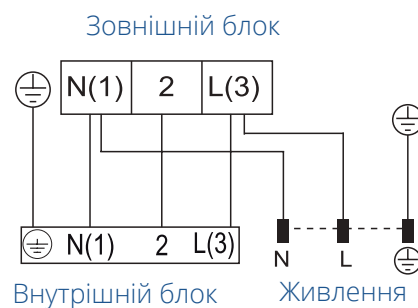 Зовнішній блок
N(1) 2 L(3)
N(1) 2 L(3)
N L
Внутрішній блок Живлення